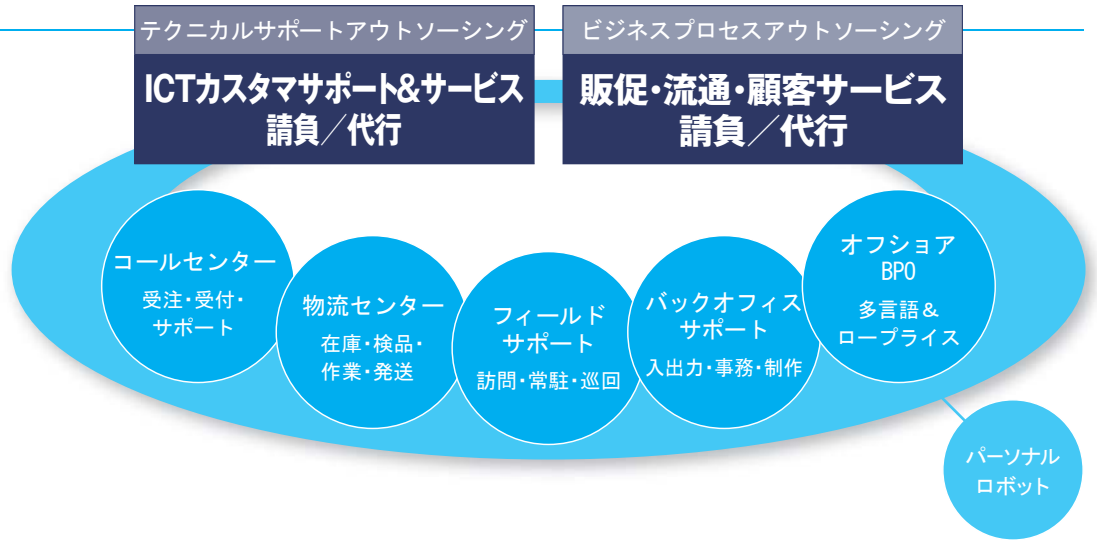 テクニカルサポートアウトソーシング
ICTカスタマサポート&サービス
請負／代行
ビジネスプロセスアウトソーシング
販促・流通・顧客サービス
請負／代行
コールセンター
受注・受付・
サポート
物流センター
在庫・検品・
作業・発送
フィールド
サポート
訪問・常駐・巡回
バックオフィス
サポート
入出力・事務・制作
オフショア
BPO
多言語＆
ロープライス
パーソナル
ロボット